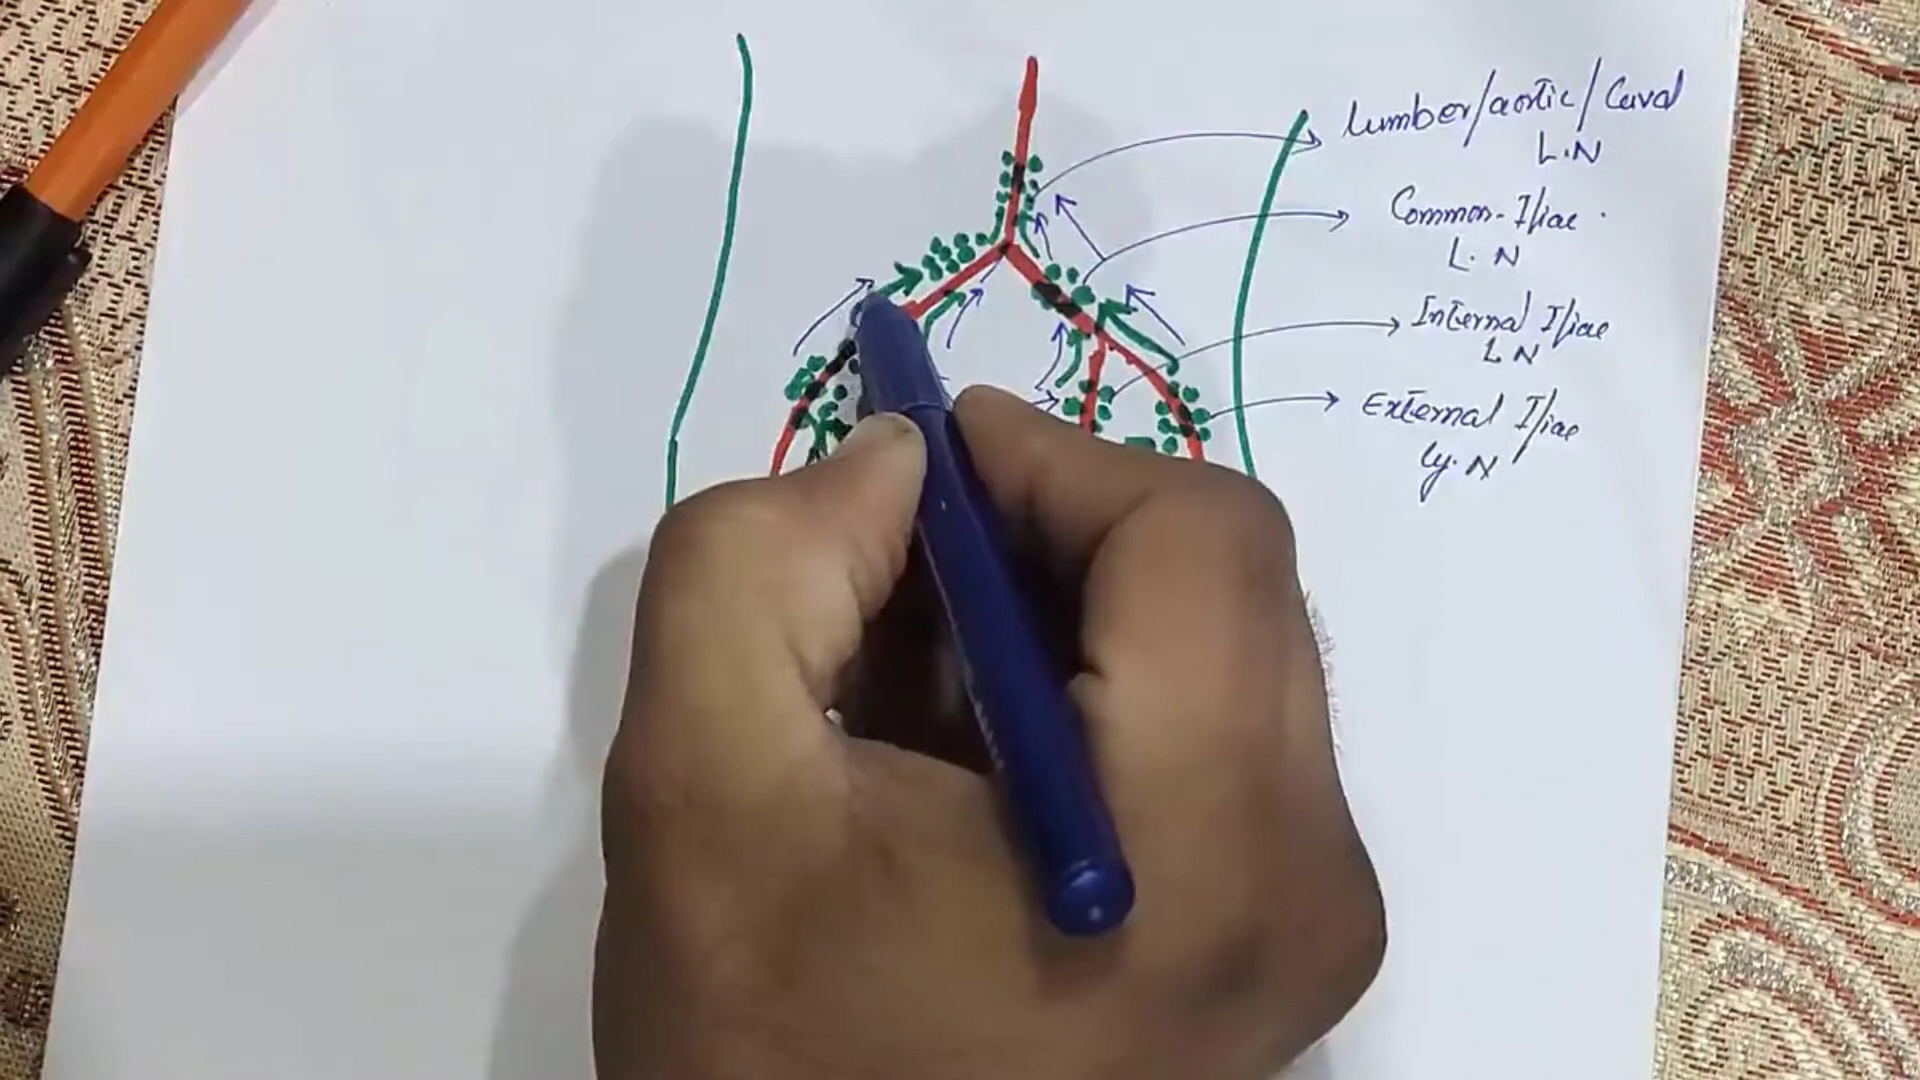 Lumber/aortic/Caval
L.N
Common-Iliac
L.N
Internal Iliac
L N
External Iliac
Ly.N